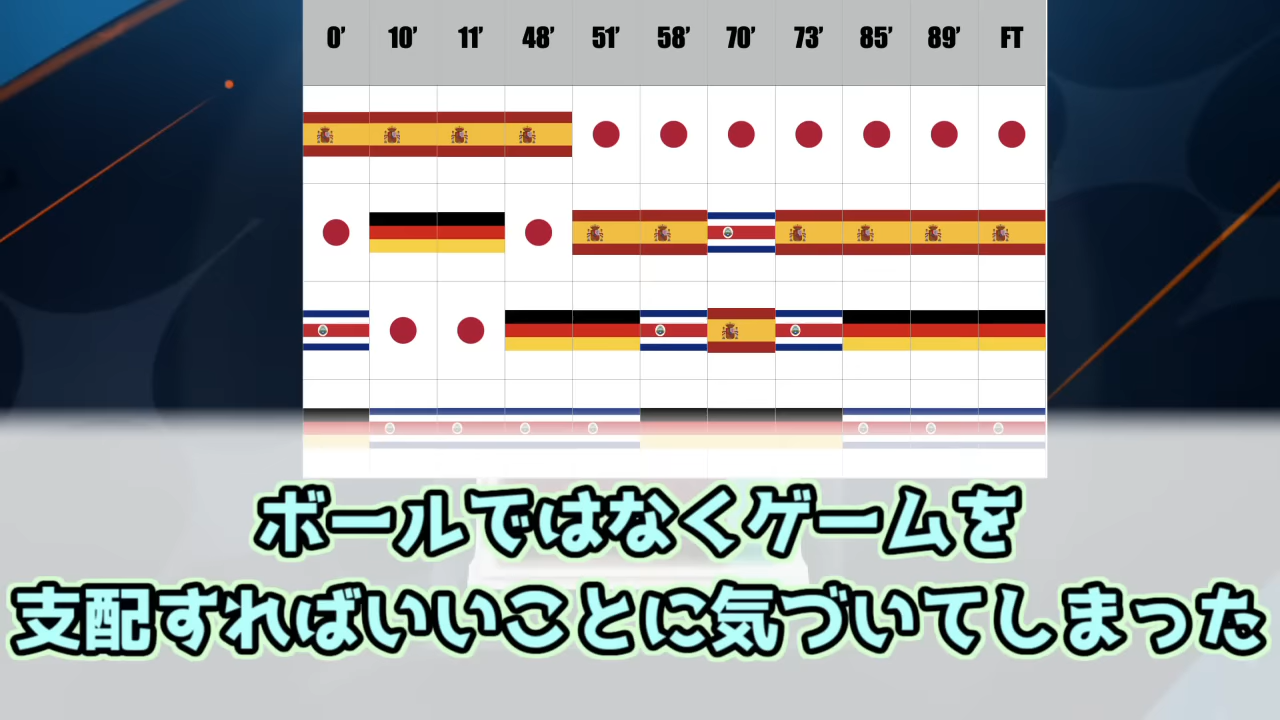 0’ 10’ 11’ 48’ 51’ 58’ 70’ 73’ 85’ 89’ FT
ボールではなくゲームを
支配すればいいことに気づいてしまった